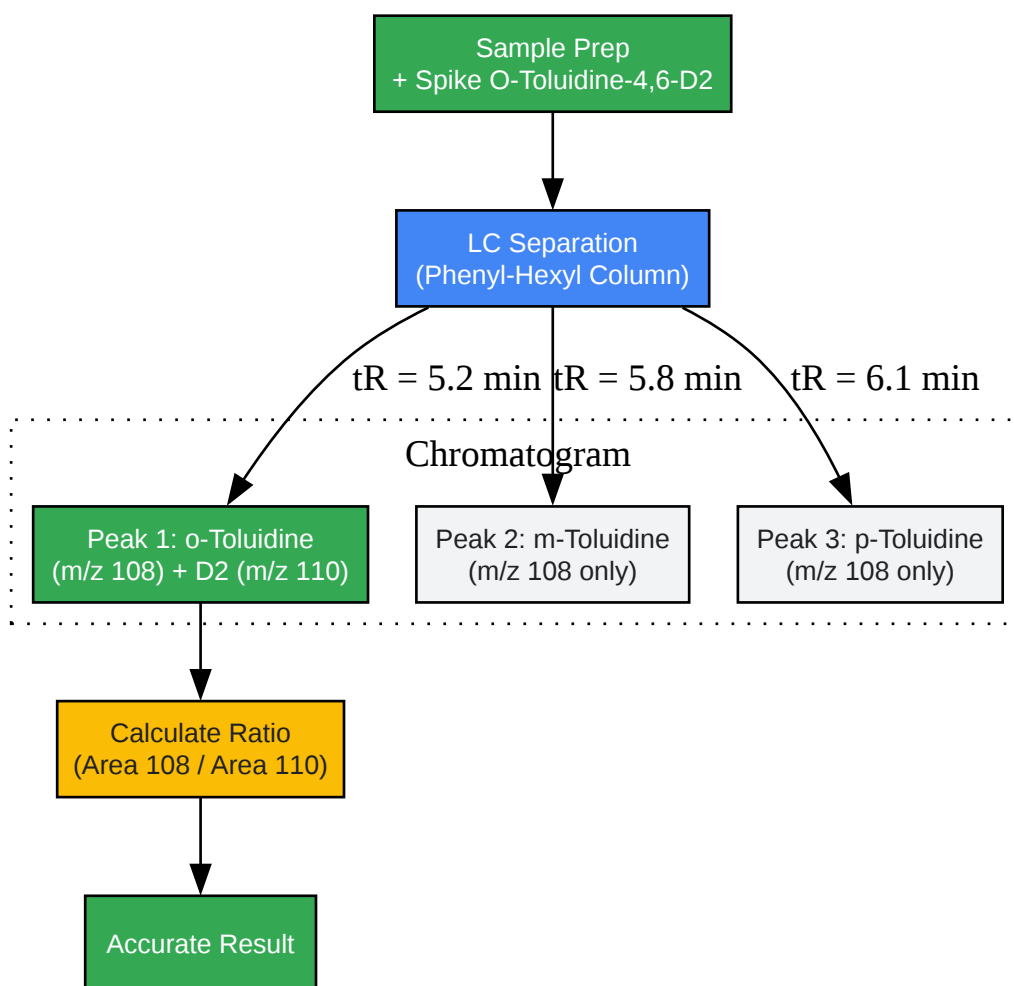 Sample Prep
+ Spike O-Toluidine-4,6-D2
LC Separation
(Phenyl-Hexyl Column)
tR = 5.2 min
tR = 5.8 min
tR = 6.1 min
Chromatogram
Peak 1: o-Toluidine
(m/z 108) + D2 (m/z 110)
Peak 2: m-Toluidine
(m/z 108 only)
Peak 3: p-Toluidine
(m/z 108 only)
Calculate Ratio
(Area 108 / Area 110)
Accurate Result